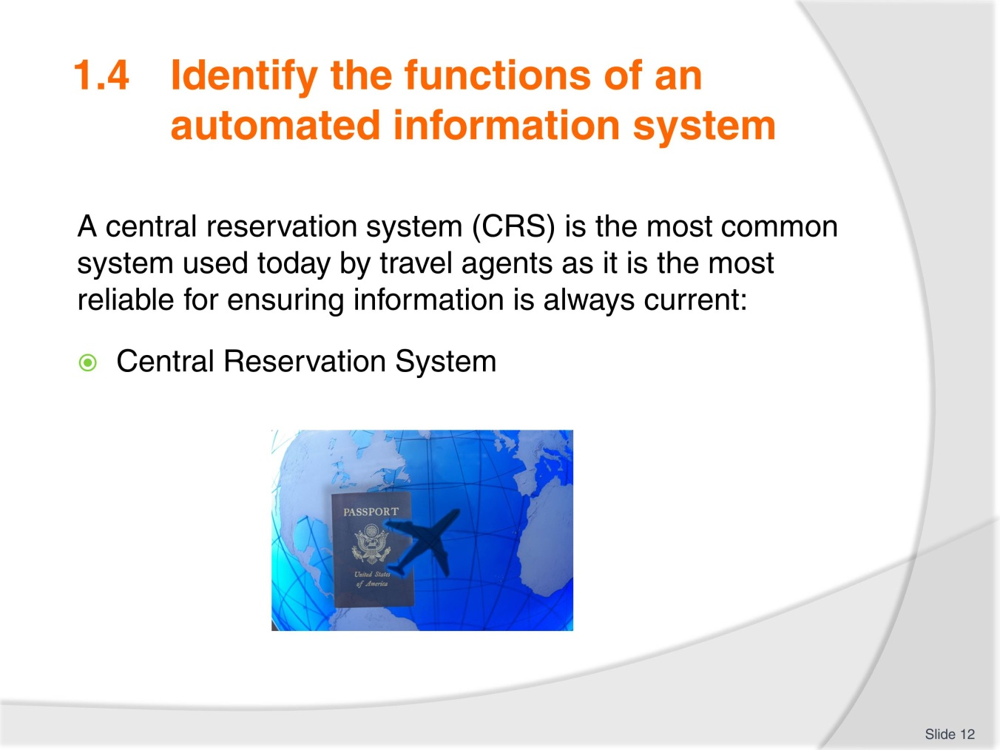 1.4 Identify the functions of an
automated information system
A central reservation system (CRS) is the most common
system used today by travel agents as it is the most
reliable for ensuring information is always current:
Central Reservation System
PASSPORT
United States
of America
Slide 12